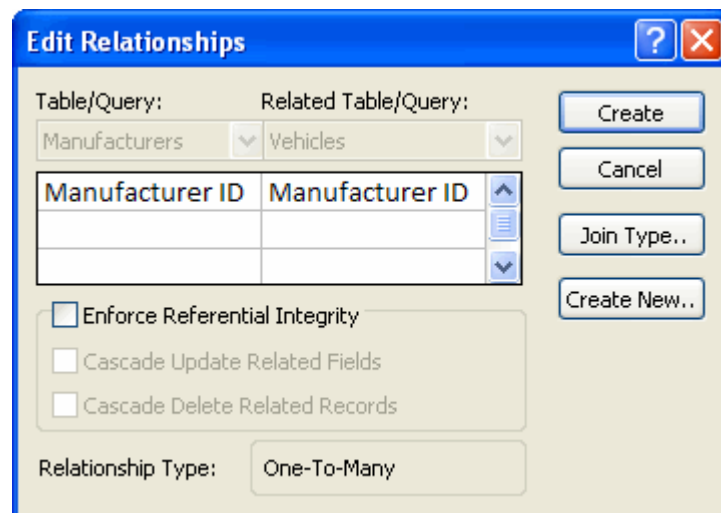 Edit Relationships
Table/Query: Related Table/Query:
Manufacturers Vehicles
Manufacturer ID Manufacturer ID
Enforce Referential Integrity
Cascade Update Related Fields
Cascade Delete Related Records
Relationship Type: One-To-Many
Create
Cancel
Join Type..
Create New..